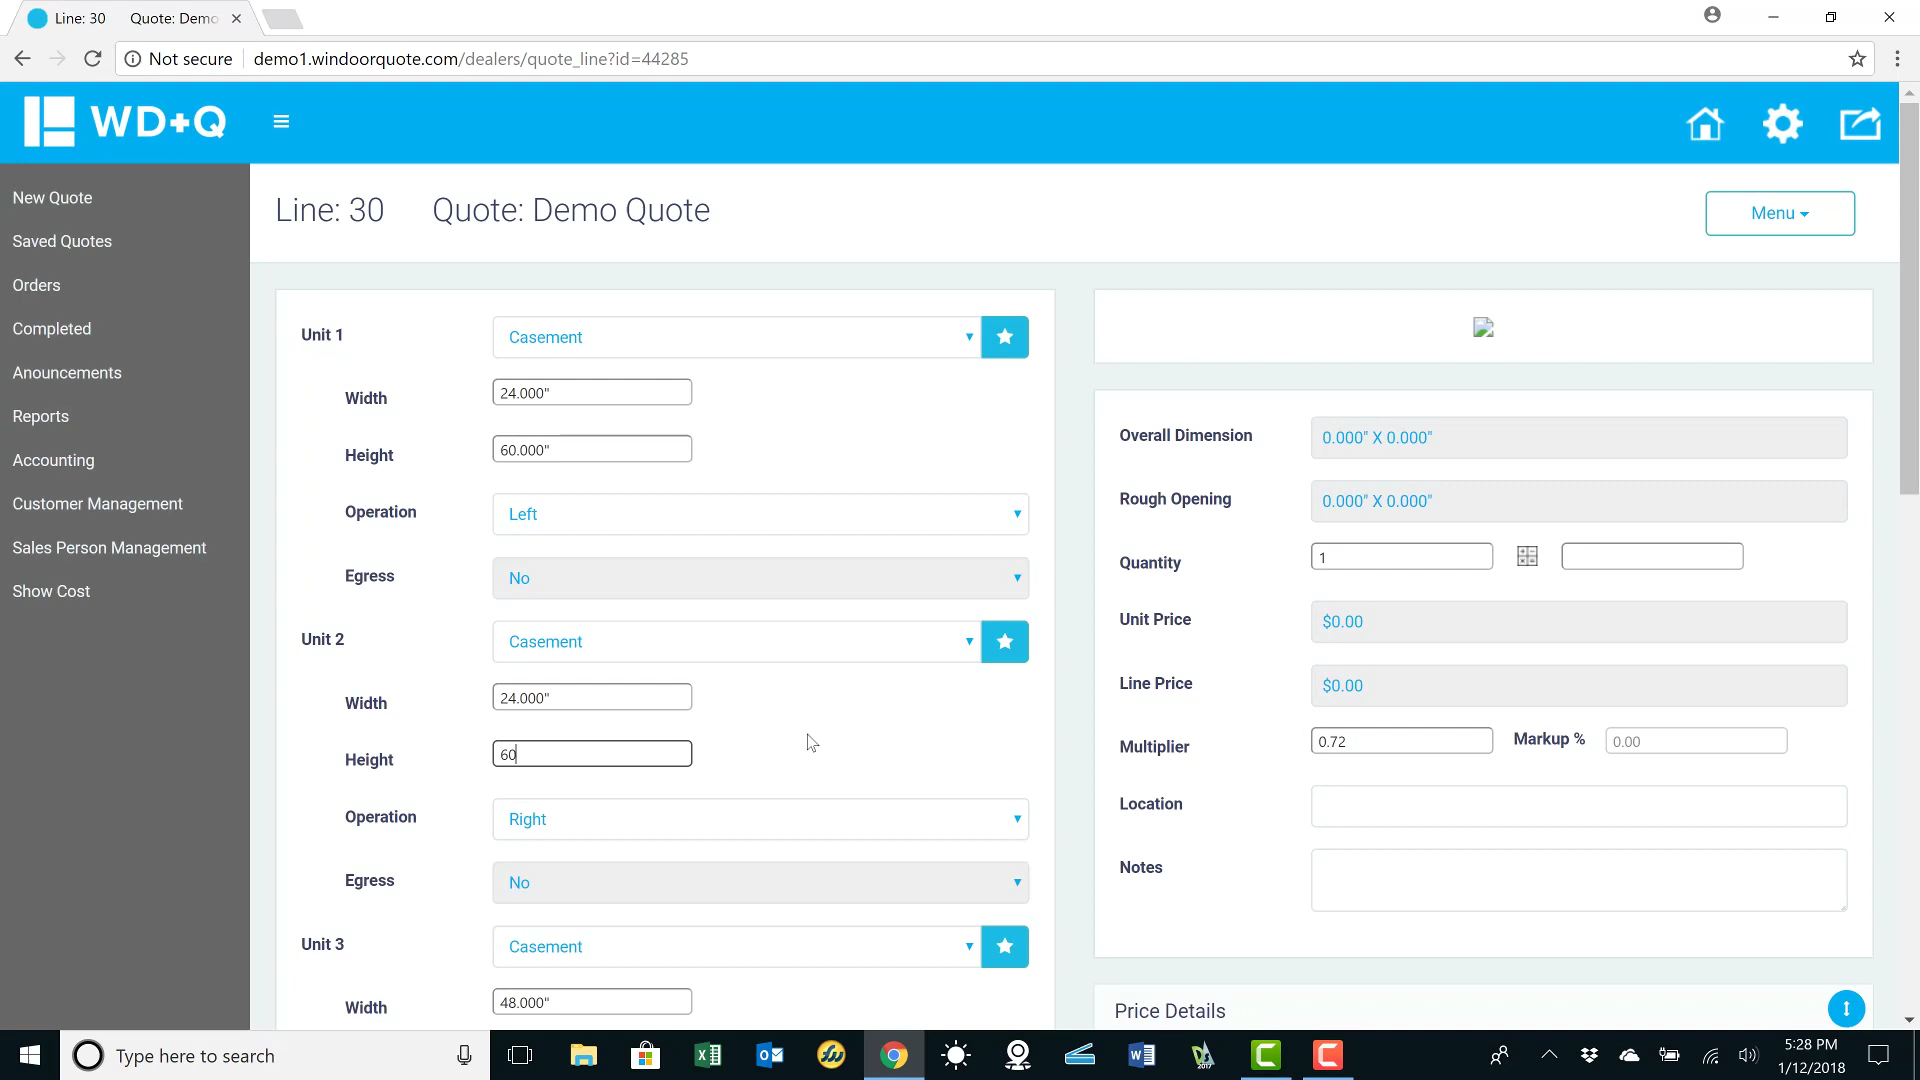 Line: 30 Quote: Demo
Not secure demo1.windoorquote.com/dealers/quote_line?id=44285
WD+Q
New Quote
Saved Quotes
Orders
Completed
Anouncements
Reports
Accounting
Customer Management
Sales Person Management
Show Cost
Line: 30 Quote: Demo Quote
Menu
Unit 1 Casement
Width 24.000"
Height 60.000"
Operation Left
Egress No
Unit 2 Casement
Width 24.000"
Height 60
Operation Right
Egress No
Unit 3 Casement
Width 48.000"
Overall Dimension 0.000" X 0.000"
Rough Opening 0.000" X 0.000"
Quantity 1
Unit Price $0.00
Line Price $0.00
Multiplier 0.72 Markup % 0.00
Location
Notes
Price Details
Type here to search
5:28 PM
1/12/2018